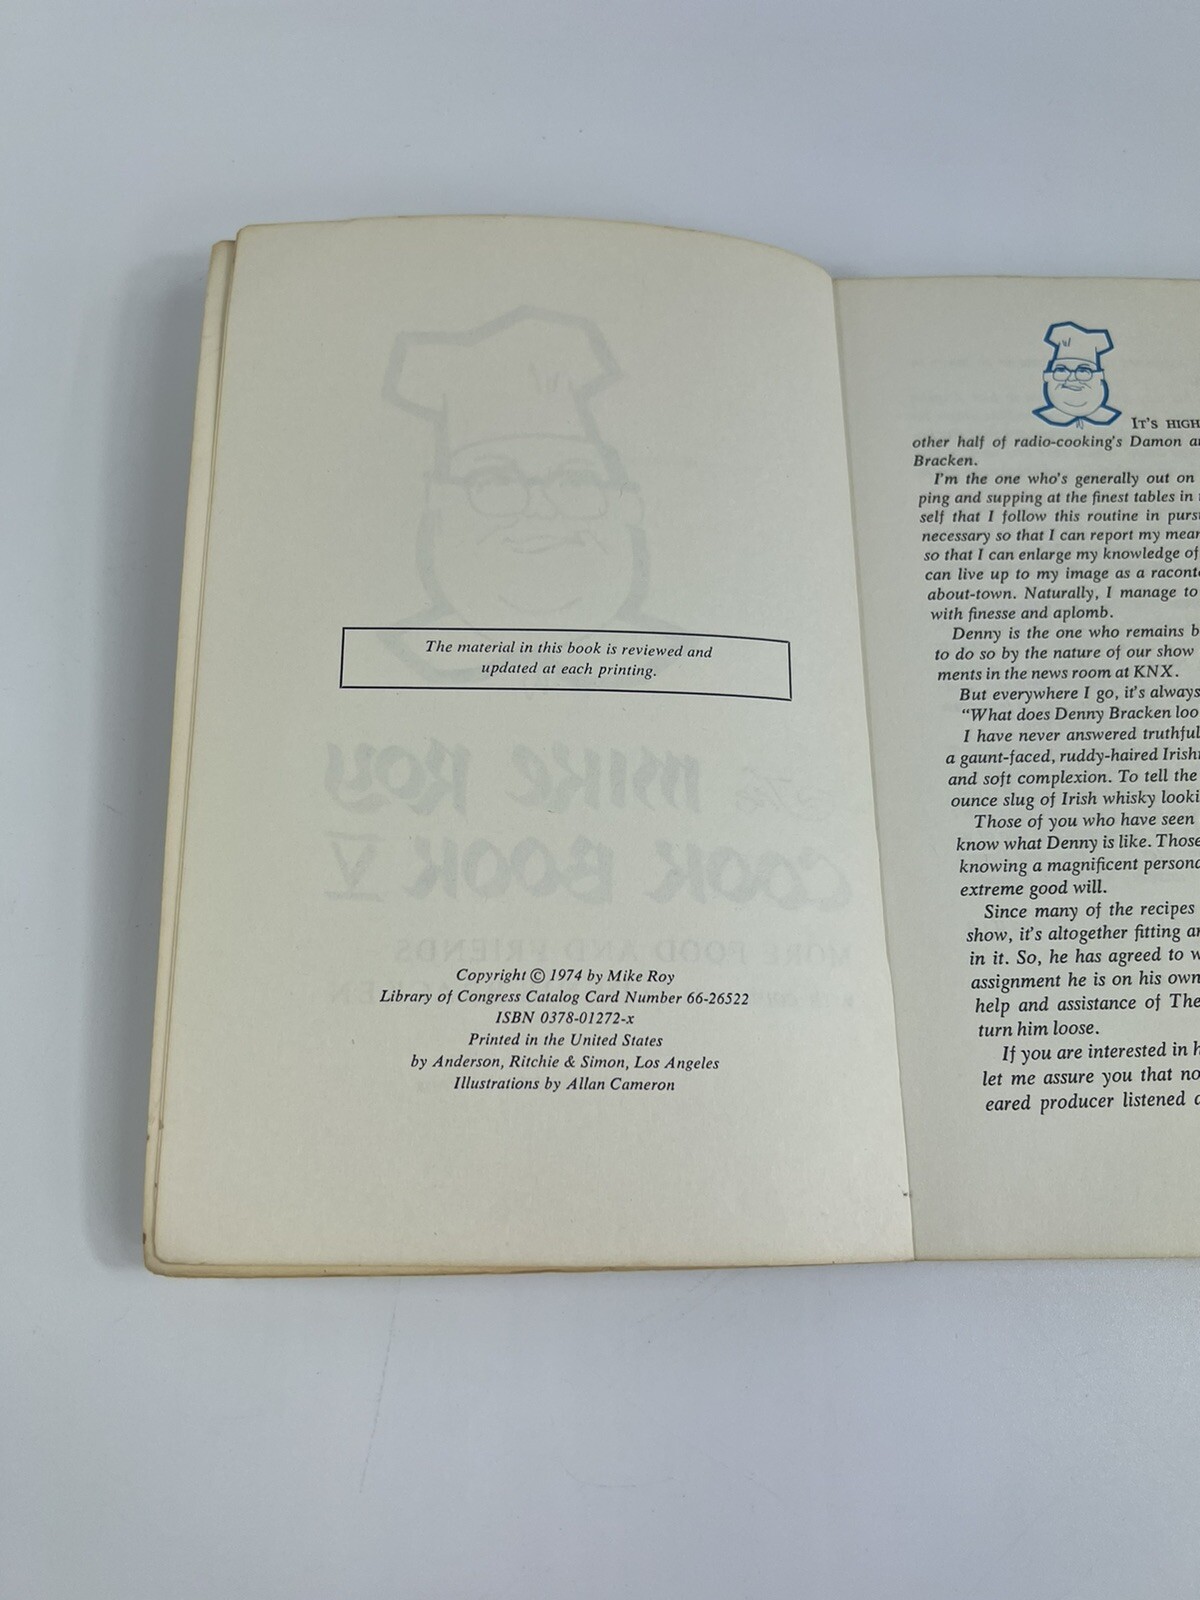 The material in this book is reviewed and
updated at each printing.
THE MIKE ROY
COOK BOOK V
MORE FOOD AND FRIENDS
Copyright © 1974 by Mike Roy
Library of Congress Catalog Card Number 66-26522
ISBN 0378-01272-x
Printed in the United States
by Anderson, Ritchie & Simon, Los Angeles
Illustrations by Allan Cameron
IT'S HIGH
other half of radio-cooking's Damon
Bracken.
I'm the one who's generally out on
ping and supping at the finest tables in
self that I follow this routine in
necessary so that I can report my
so that I can enlarge my knowledge of
can live up to my image as a
about-town. Naturally, I manage to
with finesse and aplomb.
Denny is the one who remains
to do so by the nature of our show
ments in the news room at KNX.
But everywhere I go, it's always
"What does Denny Bracken
I have never answered
a gaunt-faced, ruddy-haired
and soft complexion. To tell the
ounce slug of Irish whisky
Those of you who have seen
know what Denny is like. Those
knowing a magnificent
extreme good will.
Since many of the recipes
show, it's altogether fitting
in it. So, he has agreed to
assignment he is on his own
help and assistance of
turn him loose.
If you are interested in
let me assure you that
eared producer listened